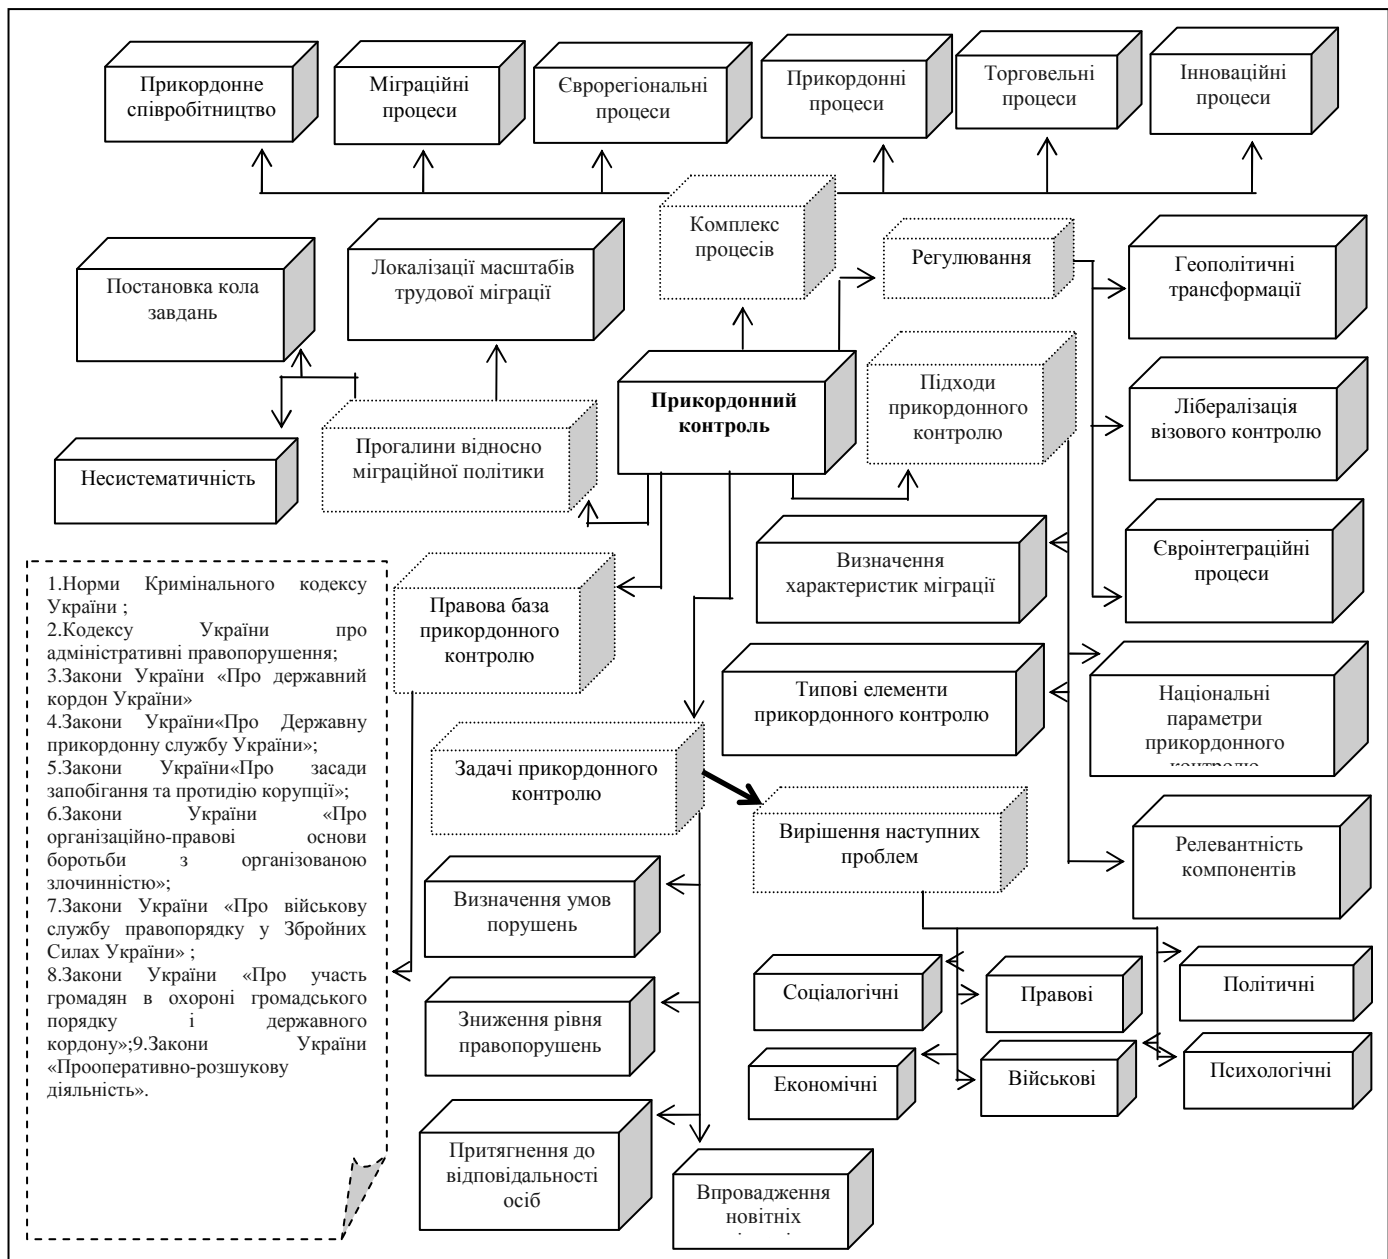 Прикордонне
співробітництво
Міграційні
процеси
Єврорегіональні
процеси
Прикордонні
процеси
Торговельні
процеси
Інноваційні
процеси
Комплекс
процесів
Регулювання
Геополітичні
трансформації
Постановка кола
завдань
Локалізації масштабів
трудової міграції
Прикордонний
контроль
Підходи
прикордонного
контролю
Лібералізація
візового контролю
Прогалини відносно
міграційної політики
Несистематичність
Визначення
характеристик міграції
Євроінтеграційні
процеси
Правова база
прикордонного
контролю
1.Норми Кримінального кодексу
України ;
2.Кодексу України про
адміністративні правопорушення;
3.Закони України «Про державний
кордон України»
4.Закони України«Про Державну
прикордонну службу України»;
5.Закони України«Про засади
запобігання та протидію корупції»;
6.Закони України «Про
організаційно-правові основи
боротьби з організованою
злочинністю»;
7.Закони України «Про військову
службу правопорядку у Збройних
Силах України» ;
8.Закони України «Про участь
громадян в охороні громадського
порядку і державного
кордону»;9.Закони України
«Прооперативно-розшукову
діяльність».
Типові елементи
прикордонного контролю
Національні
параметри
прикордонного
контролю
Задачі прикордонного
контролю
Вирішення наступних
проблем
Релевантність
компонентів
Визначення умов
порушень
Соціалогічні
Правові
Політичні
Зниження рівня
правопорушень
Економічні
Військові
Психологічні
Притягнення до
відповідальності
осіб
Впровадження
новітніх